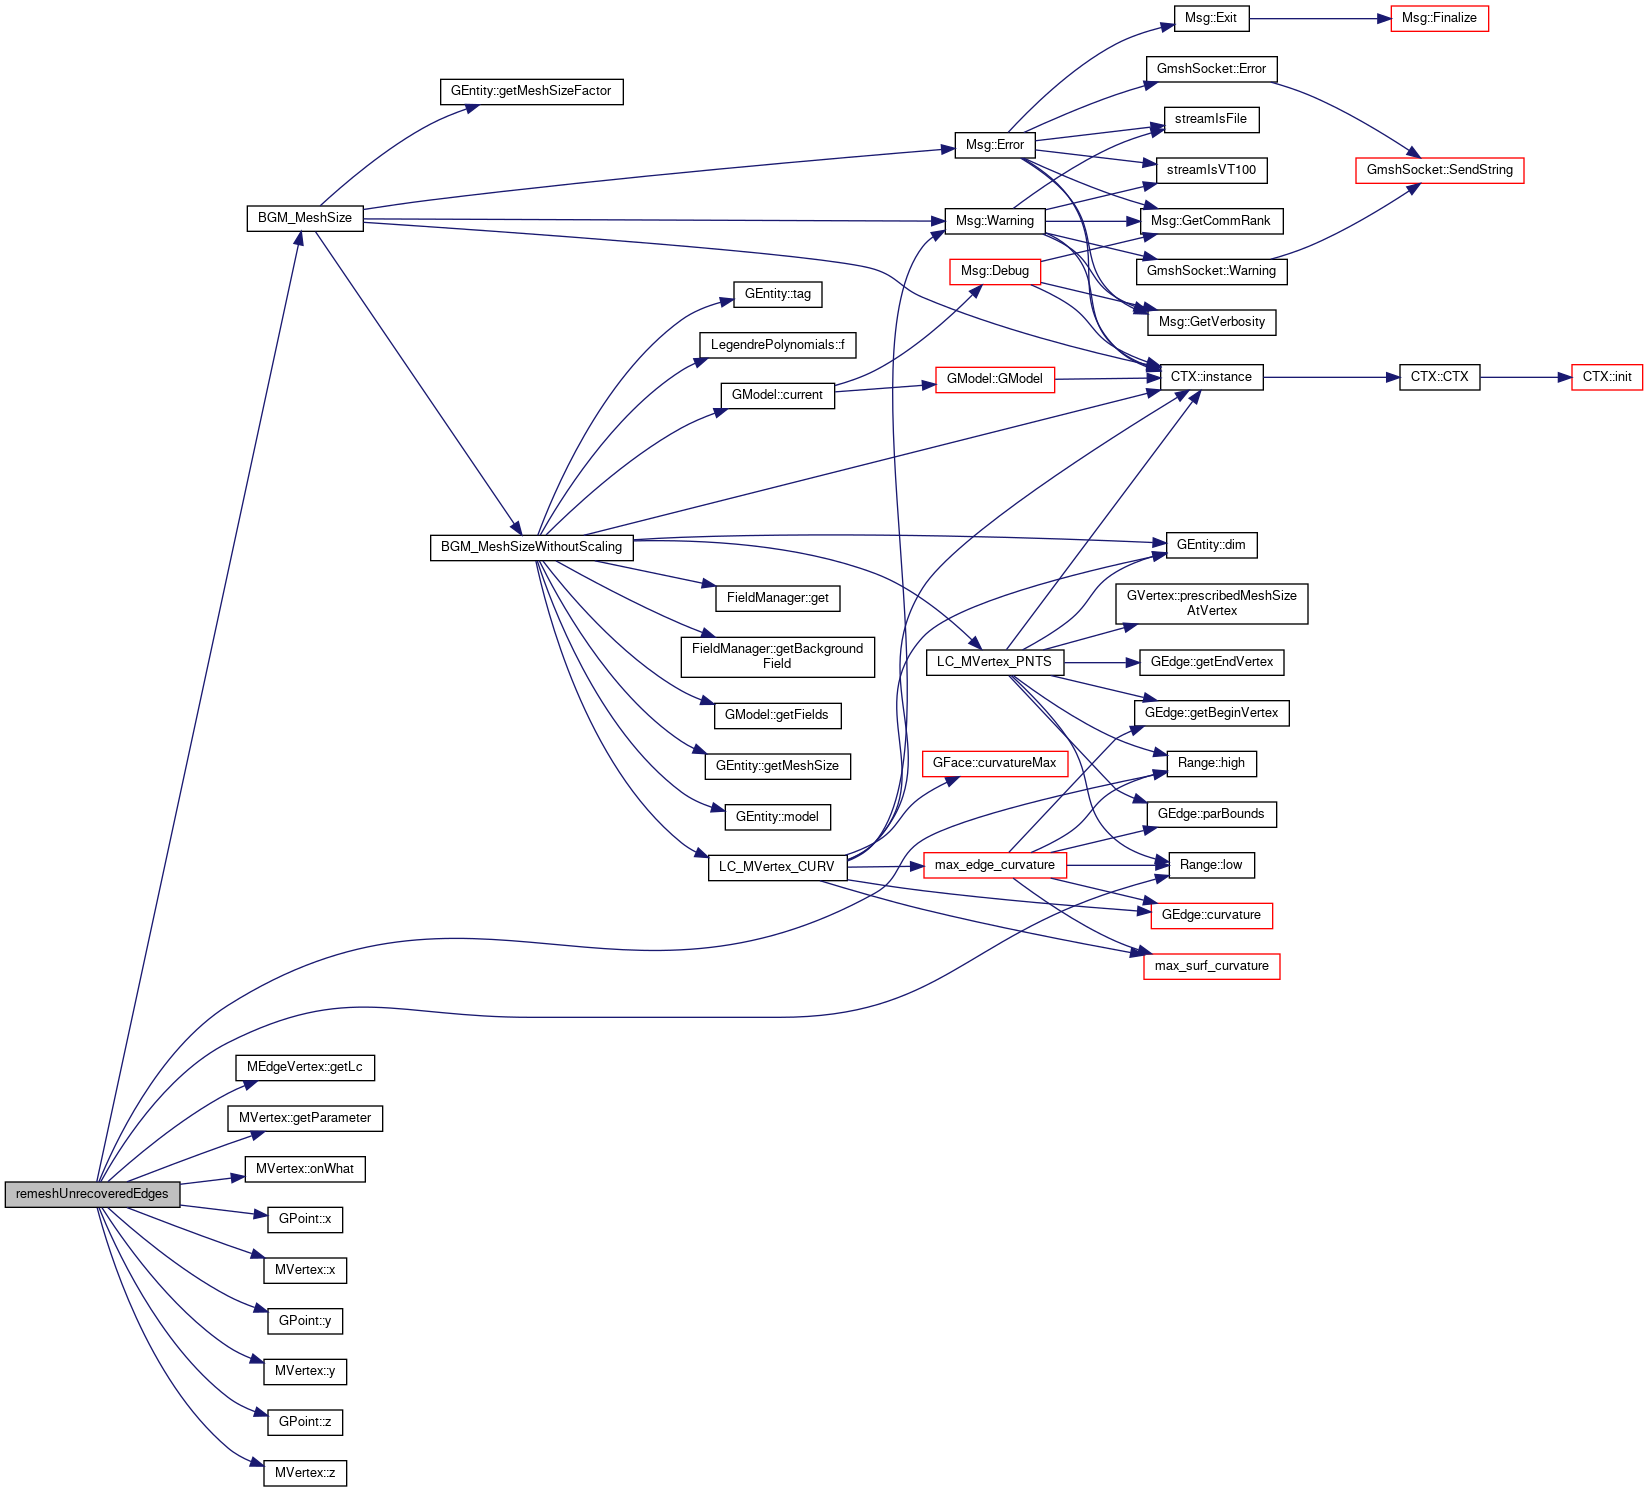 Msg::Exit
Msg::Finalize
GmshSocket::Error
GEntity::getMeshSizeFactor
streamIsFile
Msg::Error
streamIsVT100
GmshSocket::SendString
BGM_MeshSize
Msg::Warning
Msg::GetCommRank
Msg::Debug
GmshSocket::Warning
GEntity::tag
Msg::GetVerbosity
LegendrePolynomials::f
GModel::GModel
CTX::instance
CTX::CTX
CTX::init
GModel::current
BGM_MeshSizeWithoutScaling
GEntity::dim
FieldManager::get
GVertex::prescribedMeshSize
AtVertex
FieldManager::getBackground
Field
LC_MVertex_PNTS
GEdge::getEndVertex
GModel::getFields
GEdge::getBeginVertex
GEntity::getMeshSize
GFace::curvatureMax
Range::high
GEntity::model
GEdge::parBounds
LC_MVertex_CURV
max_edge_curvature
Range::low
GEdge::curvature
max_surf_curvature
MEdgeVertex::getLc
MVertex::getParameter
MVertex::onWhat
remeshUnrecoveredEdges
GPoint::x
MVertex::x
GPoint::y
MVertex::y
GPoint::z
MVertex::z